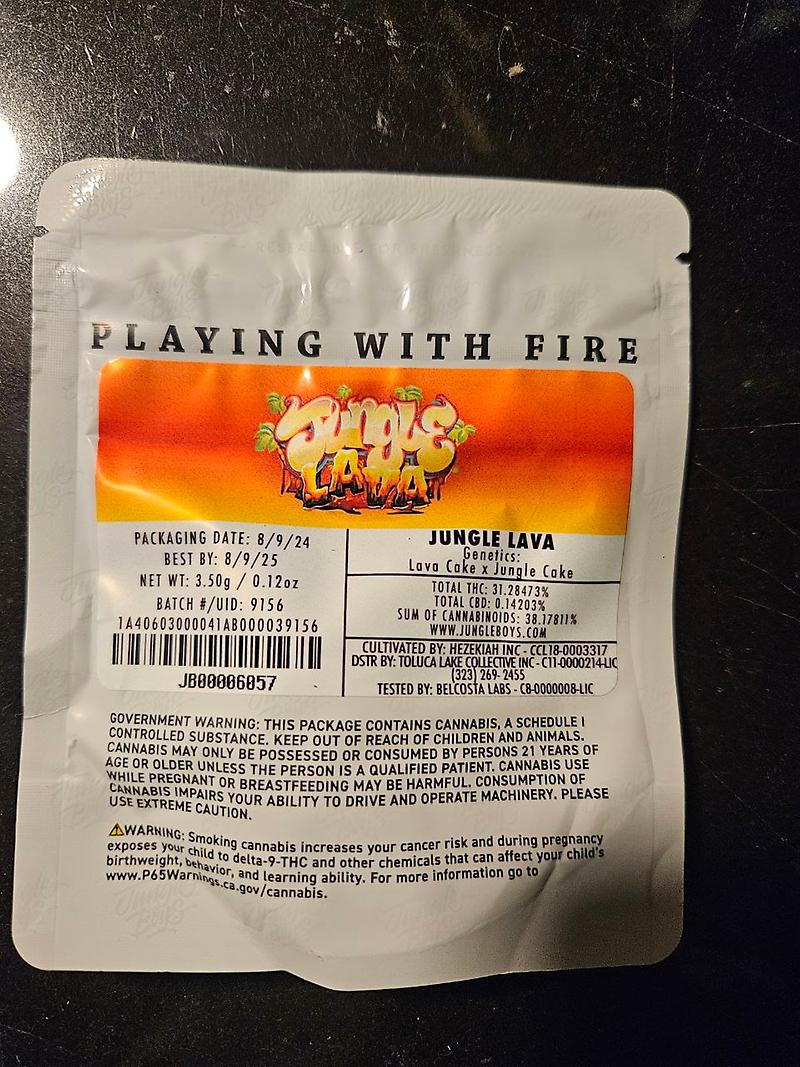 PLAYING WITH FIRE
JUNGLE
LAVA
PACKAGING DATE: 8/9/24
BEST BY: 8/9/25
NET WT: 3.50g / 0.12oz
BATCH #/UID: 9156
1A40603000041AB000039156
JB00006057
JUNGLE LAVA
Genetics:
Lava Cake x Jungle Cake
TOTAL THC: 31.28473%
TOTAL CBD: 0.14203%
SUM OF CANNABINOIDS: 38.17811%
WWW.JUNGLEBOYS.COM
CULTIVATED BY: HEZEKIAH INC - CCL18-0003317
DSTR BY: TOLUCA LAKE COLLECTIVE INC - C11-0000214-LIC
(323) 269-2455
TESTED BY: BELCOSTA LABS - C8-0000008-LIC
GOVERNMENT WARNING: THIS PACKAGE CONTAINS CANNABIS, A SCHEDULE I
CONTROLLED SUBSTANCE. KEEP OUT OF REACH OF CHILDREN AND ANIMALS.
CANNABIS MAY ONLY BE POSSESSED OR CONSUMED BY PERSONS 21 YEARS OF
AGE OR OLDER UNLESS THE PERSON IS A QUALIFIED PATIENT. CANNABIS USE
WHILE PREGNANT OR BREASTFEEDING MAY BE HARMFUL. CONSUMPTION OF
CANNABIS IMPAIRS YOUR ABILITY TO DRIVE AND OPERATE MACHINERY. PLEASE
USE EXTREME CAUTION.
⚠WARNING: Smoking cannabis increases your cancer risk and during pregnancy
exposes your child to delta-9-THC and other chemicals that can affect your child's
birthweight, behavior, and learning ability. For more information go to
www.P65Warnings.ca.gov/cannabis.